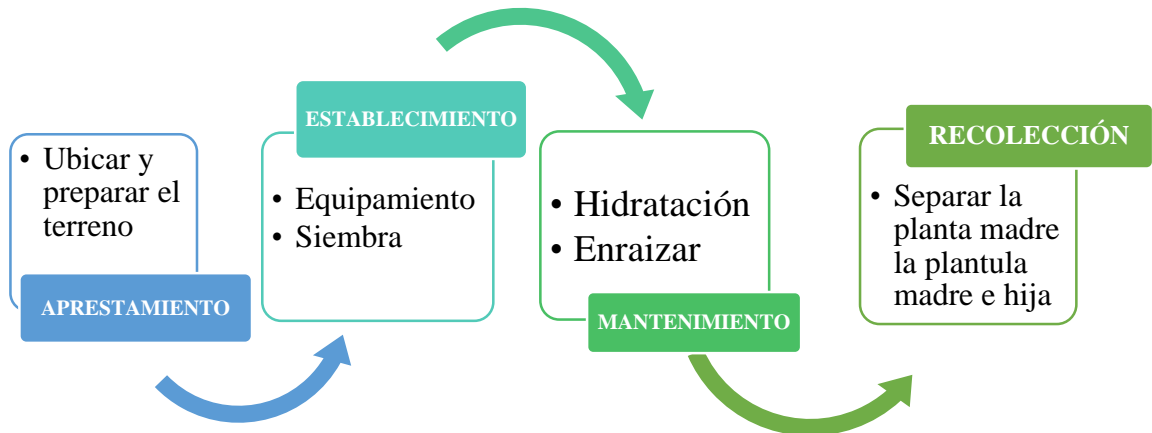 • Ubicar y
preparar el
terreno
APRESTAMIENTO
ESTABLECIMIENTO
• Equipamiento
• Siembra
• Hidratación
• Enraizar
MANTENIMIENTO
RECOLECCIÓN
• Separar la
planta madre
la plantula
madre e hija